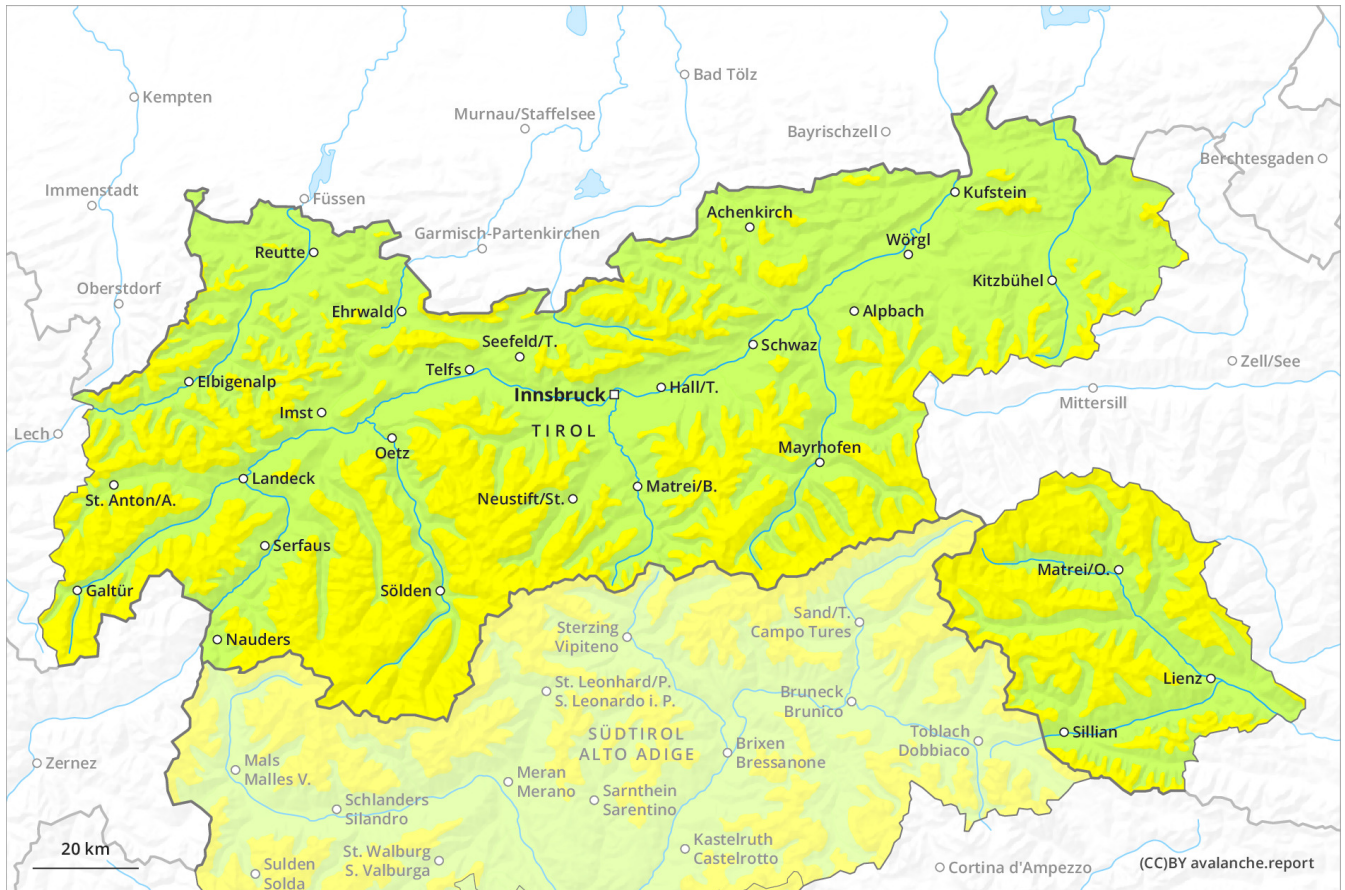 Kempten
Bad Tölz
Murnau/Staffelsee
Bayrischzell
Berchtesgaden
Immenstadt
Füssen
Kufstein
Achenkirch
Garmisch-Partenkirchen
Reutte
Wörgl
Oberstdorf
Kitzbühel
Ehrwald
Alpbach
Seefeld/T.
Schwaz
Zell/See
Telfs
Elbigenalp
Hall/T.
Innsbruck
Mittersill
Imst
TIROL
Lech
Oetz
Mayrhofen
Landeck
St. Anton/A.
Neustift/St.
Matrei/B.
Serfaus
Matrei/O.
Galtür
Sölden
Sand/T.
Campo Tures
Sterzing
Vipiteno
Nauders
Lienz
St. Leonhard/P.
S. Leonardo i. P.
Bruneck
Brunico
Sillian
SÜDTIROL
ALTO ADIGE
Toblach
Dobbiaco
Brixen
Bressanone
Zernez
Mals
Malles V.
Meran
Merano
Sarnthein
Sarentino
Schlanders
Silandro
Kastelruth
Castelrotto
20 km
St. Walburg
S. Valburga
Sulden
Solda
Cortina d'Ampezzo
(CC)BY avalanche.report